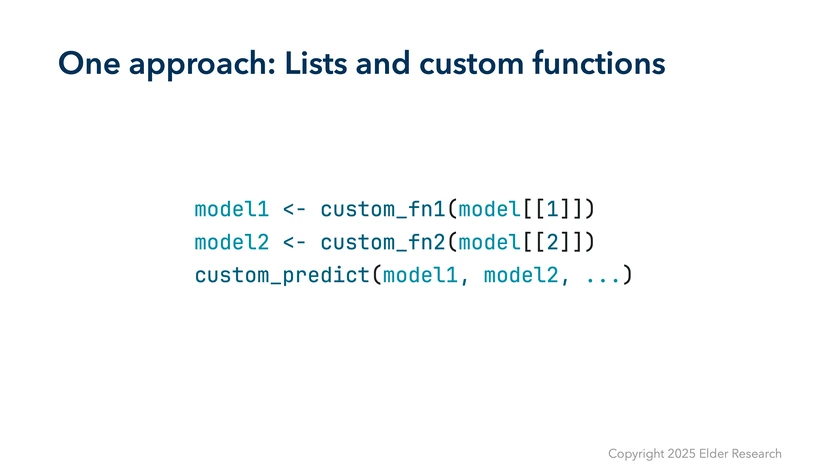 One approach: Lists and custom functions
model1 <- custom_fn1(model[[1]])
model2 <- custom_fn2(model[[2]])
custom_predict(model1, model2, ...)
Copyright 2025 Elder Research